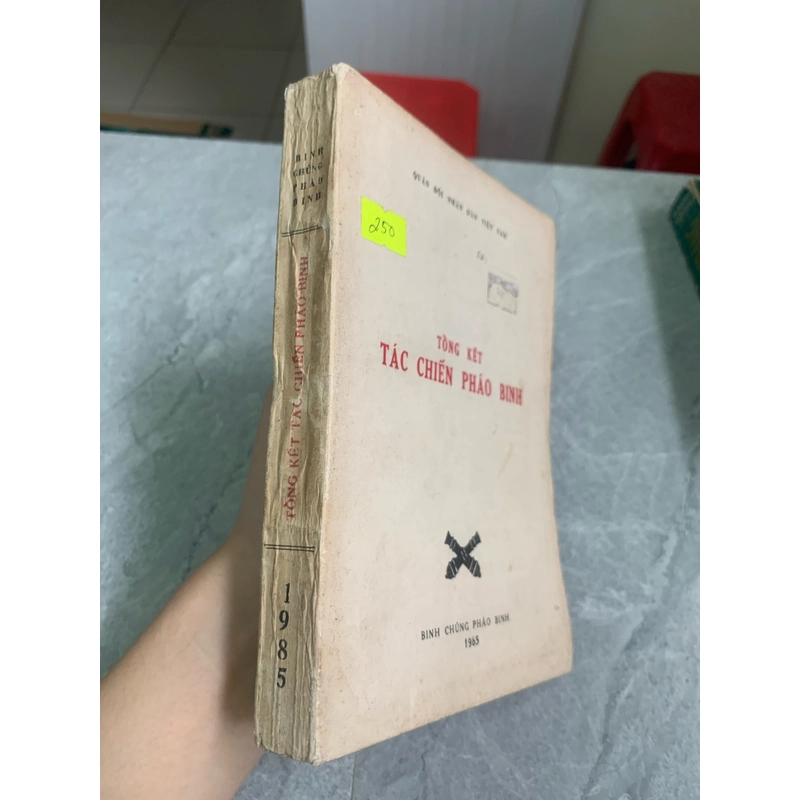 BINH
CHỦNG
PHÁO
BINH
TỔNG KẾT TÁC CHIẾN PHÁO BINH
1985
250
QUÂN ĐỘI NHÂN DÂN VIỆT NAM
TỔNG KẾT
TÁC CHIẾN PHÁO BINH
BINH CHỦNG PHÁO BINH
1985